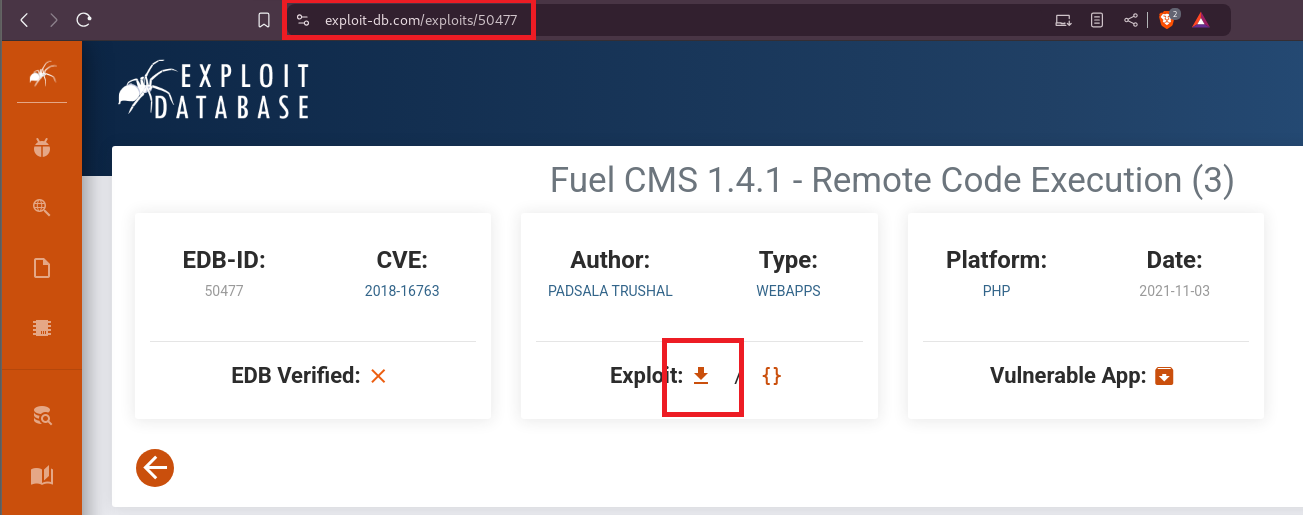 exploit-db.com/exploits/50477
2
EXPLOIT
DATABASE
Fuel CMS 1.4.1 - Remote Code Execution (3)
EDB-ID: CVE:
50477 2018-16763
EDB Verified:
Author: Type:
PADSALA TRUSHAL WEBAPPS
Exploit: / {}
Platform: Date:
PHP 2021-11-03
Vulnerable App: